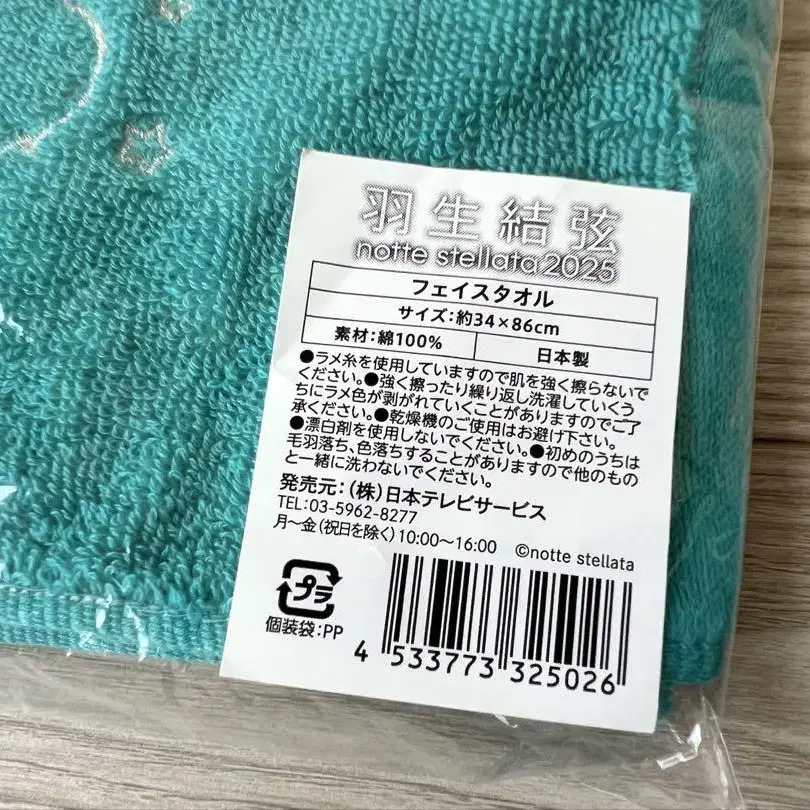 羽生結弦
notte stellata 2025
フェイスタオル
サイズ:約34×86cm
素材:綿100% 日本製
●ラメ糸を使用していますので肌を強く擦らないで
ください。●強く擦ったり繰り返し洗濯していくう
ちにラメ色が剥がれていくことがありますのでご了
承ください。●乾燥機のご使用はお避け下さい。
●漂白剤を使用しないでください。●初めのうちは
毛羽落ち、色落ちすることがありますので他のもの
と一緒に洗わないでください。
発売元:(株)日本テレビサービス
TEL:03-5962-8277
月〜金(祝日を除く)10:00〜16:00 ©notte stellata
プラ
個装袋:PP
4 533773 325026